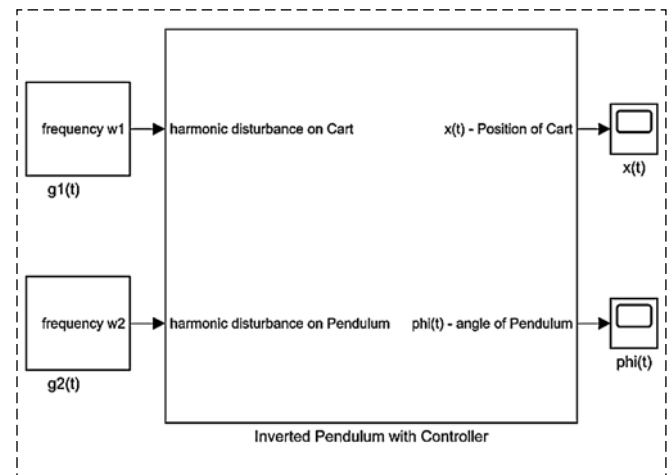 frequency w1
g1(t)
harmonic disturbance on Cart
x(t) - Position of Cart
x(t)
frequency w2
g2(t)
harmonic disturbance on Pendulum
phi(t) - angle of Pendulum
phi(t)
Inverted Pendulum with Controller